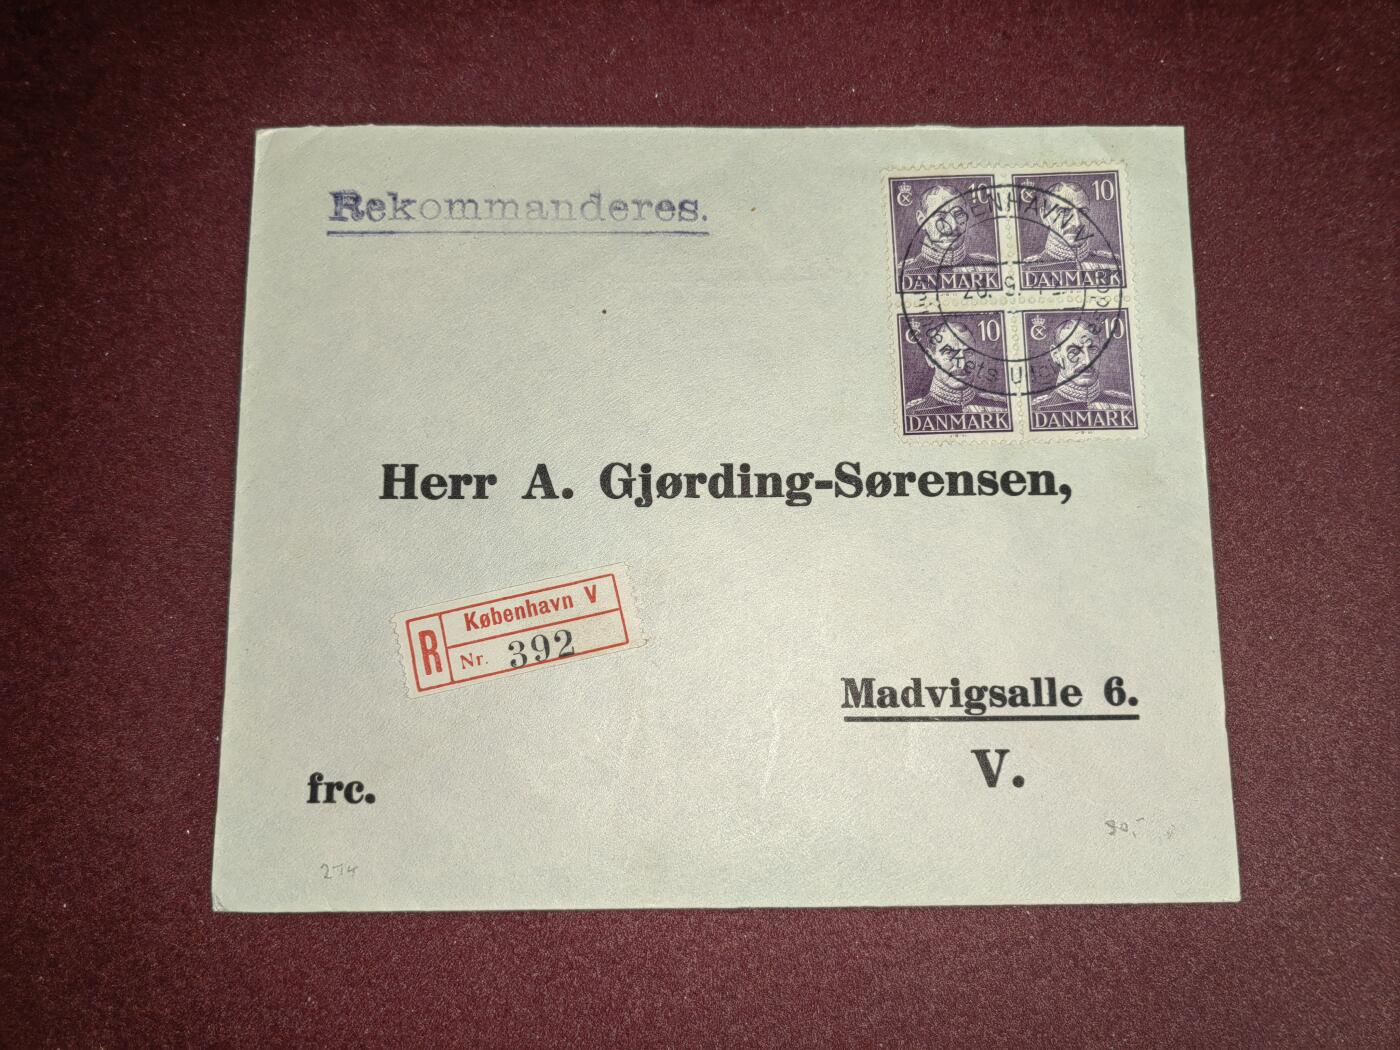 Rekommanderes.
10 10
KØBENHAVN V
DANMARK DANMARK
10 10
DANMARK DANMARK
Herr A. Gjørding-Sørensen,
København V
R
Nr. 392
Madvigsalle 6.
V.
frc.